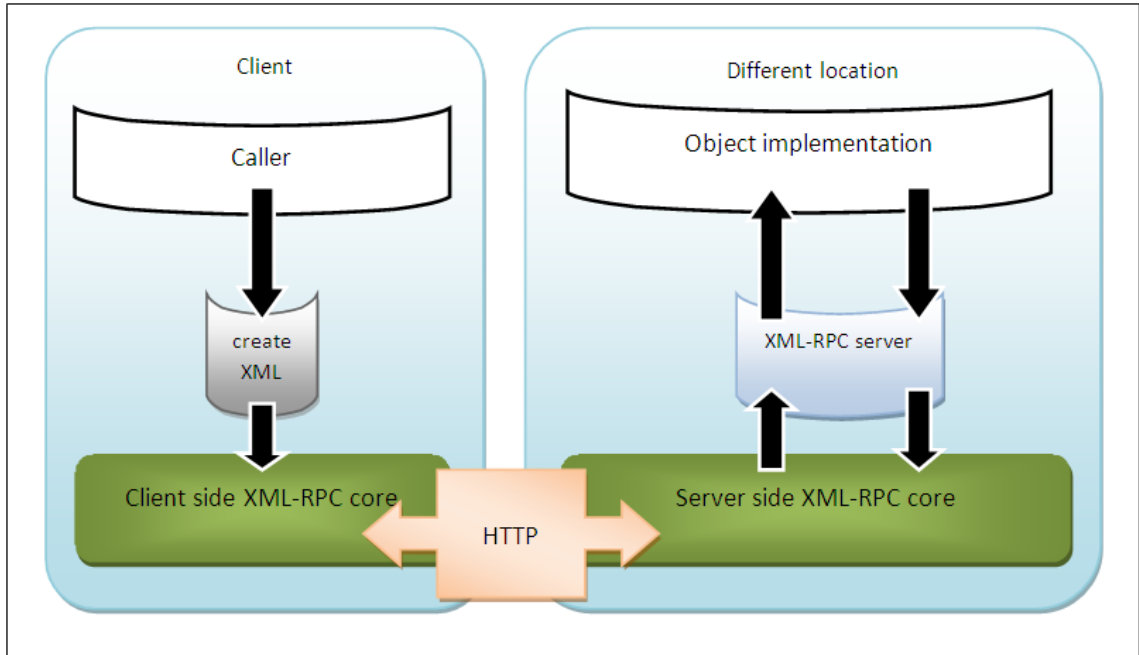 Client
Caller
create
XML
Client side XML-RPC core
HTTP
Different location
Object implementation
XML-RPC server
Server side XML-RPC core